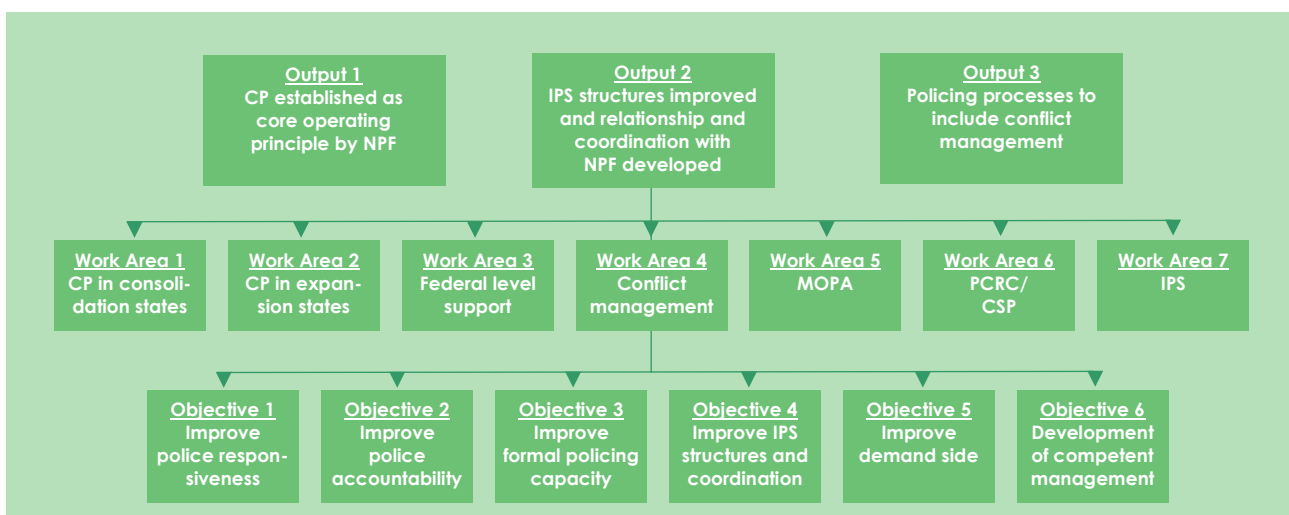 Output 1
CP established as
core operating
principle by NPF
Output 2
IPS structures improved
and relationship and
coordination with
NPF developed
Output 3
Policing processes to
include conflict
management
Work Area 1
CP in consoli-
dation states
Work Area 2
CP in expan-
sion states
Work Area 3
Federal level
support
Work Area 4
Conflict
management
Work Area 5
MOPA
Work Area 6
PCRC/
CSP
Work Area 7
IPS
Objective 1
Improve
police respon-
siveness
Objective 2
Improve
police
accountability
Objective 3
Improve
formal policing
capacity
Objective 4
Improve IPS
structures and
coordination
Objective 5
Improve
demand side
Objective 6
Development
of competent
management